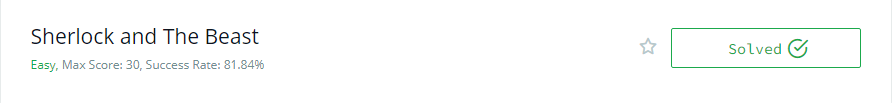 Sherlock and The Beast
Solved
Easy, Max Score: 30, Success Rate: 81.84%